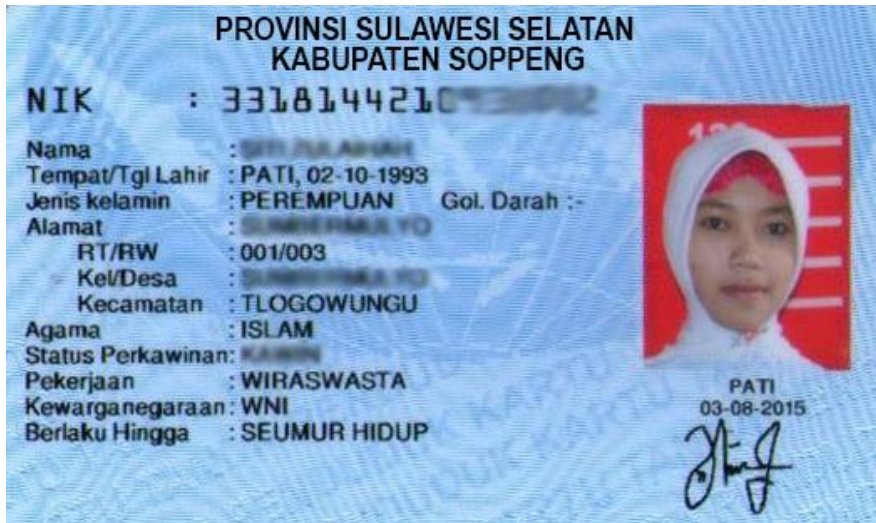 PROVINSI SULAWESI SELATAN
KABUPATEN SOPPENG
NIK : 3318144210
Nama :
Tempat/Tgl Lahir : PATI, 02-10-1993
Jenis kelamin : PEREMPUAN Gol. Darah :-
Alamat :
RT/RW : 001/003
Kel/Desa :
Kecamatan : TLOGOWUNGU
Agama : ISLAM
Status Perkawinan:
Pekerjaan : WIRASWASTA
Kewarganegaraan : WNI
Berlaku Hingga : SEUMUR HIDUP
PATI
03-08-2015